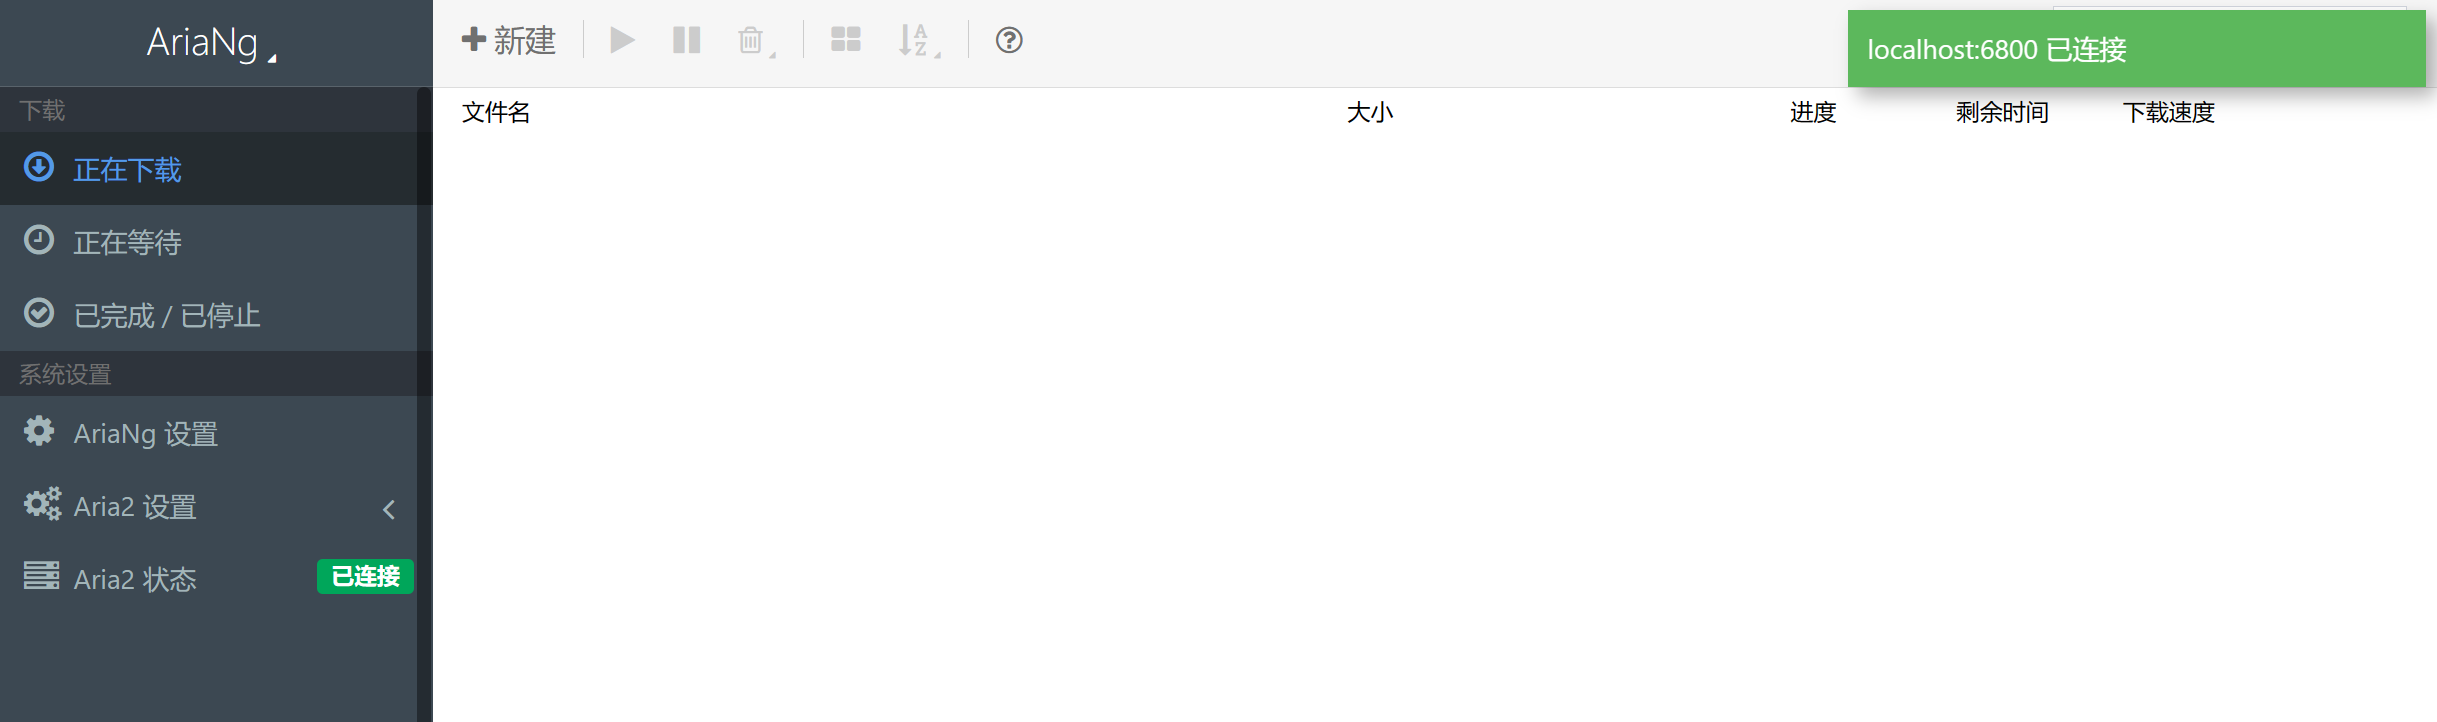 AriaNg
新建
localhost:6800 已连接
下载
正在下载
正在等待
已完成 / 已停止
系统设置
AriaNg 设置
Aria2 设置
Aria2 状态 已连接
文件名 大小 进度 剩余时间 下载速度